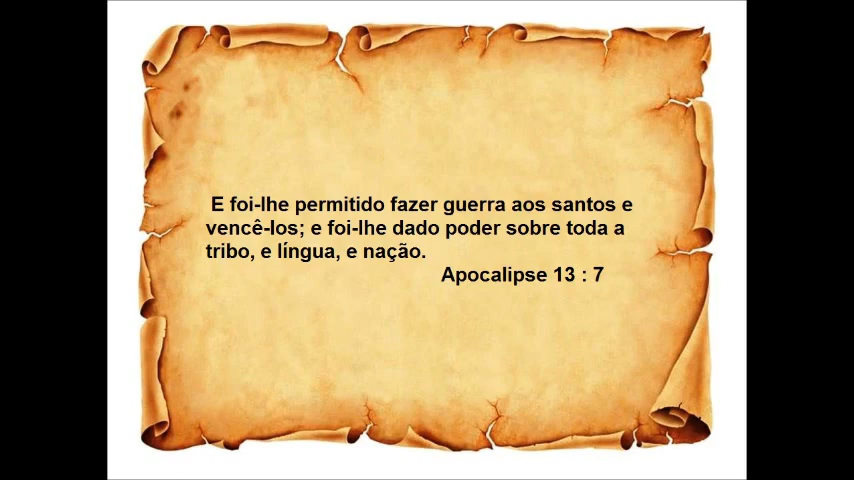 E foi-lhe permitido fazer guerra aos santos e
vencê-los; e foi-lhe dado poder sobre toda a
tribo, e língua, e nação.
Apocalipse 13 : 7